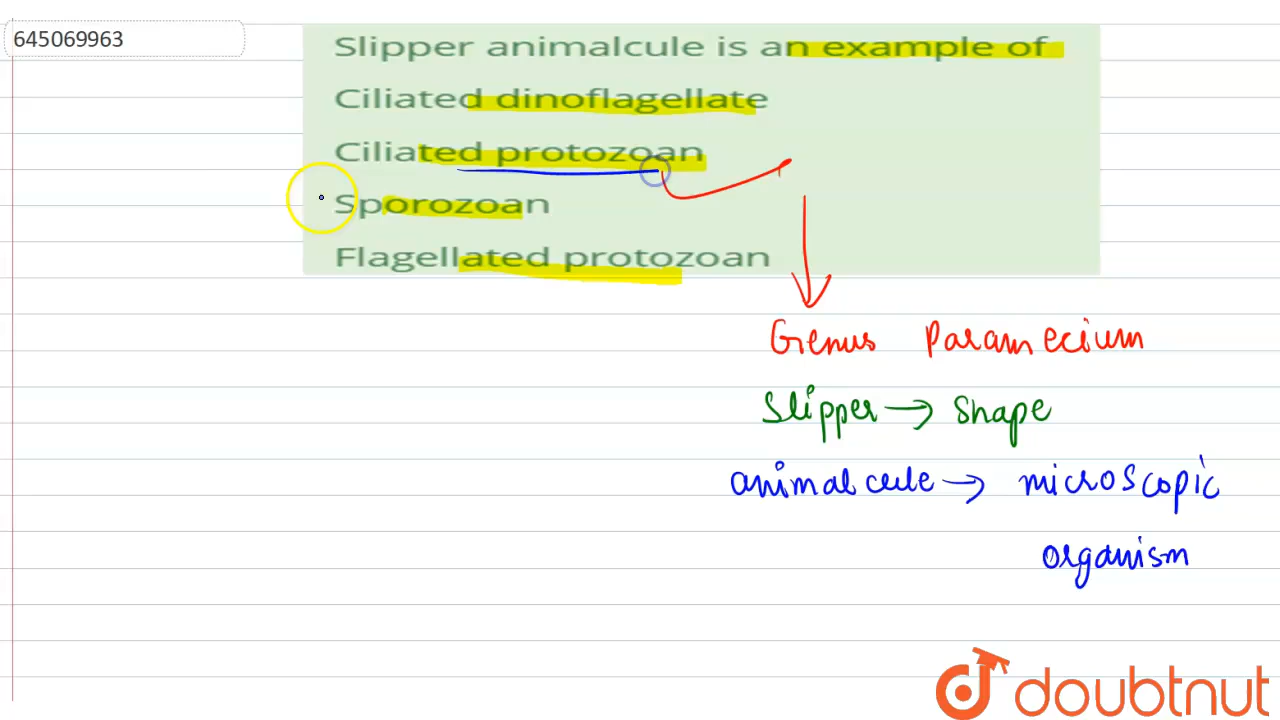 645069963
Slipper animalcule is an example of
Ciliated dinoflagellate
Ciliated protozoan
Sporozoan
Flagellated protozoan
Genus Paramecium
Slipper → Shape
animalcule → microscopic
organism
doubtnut